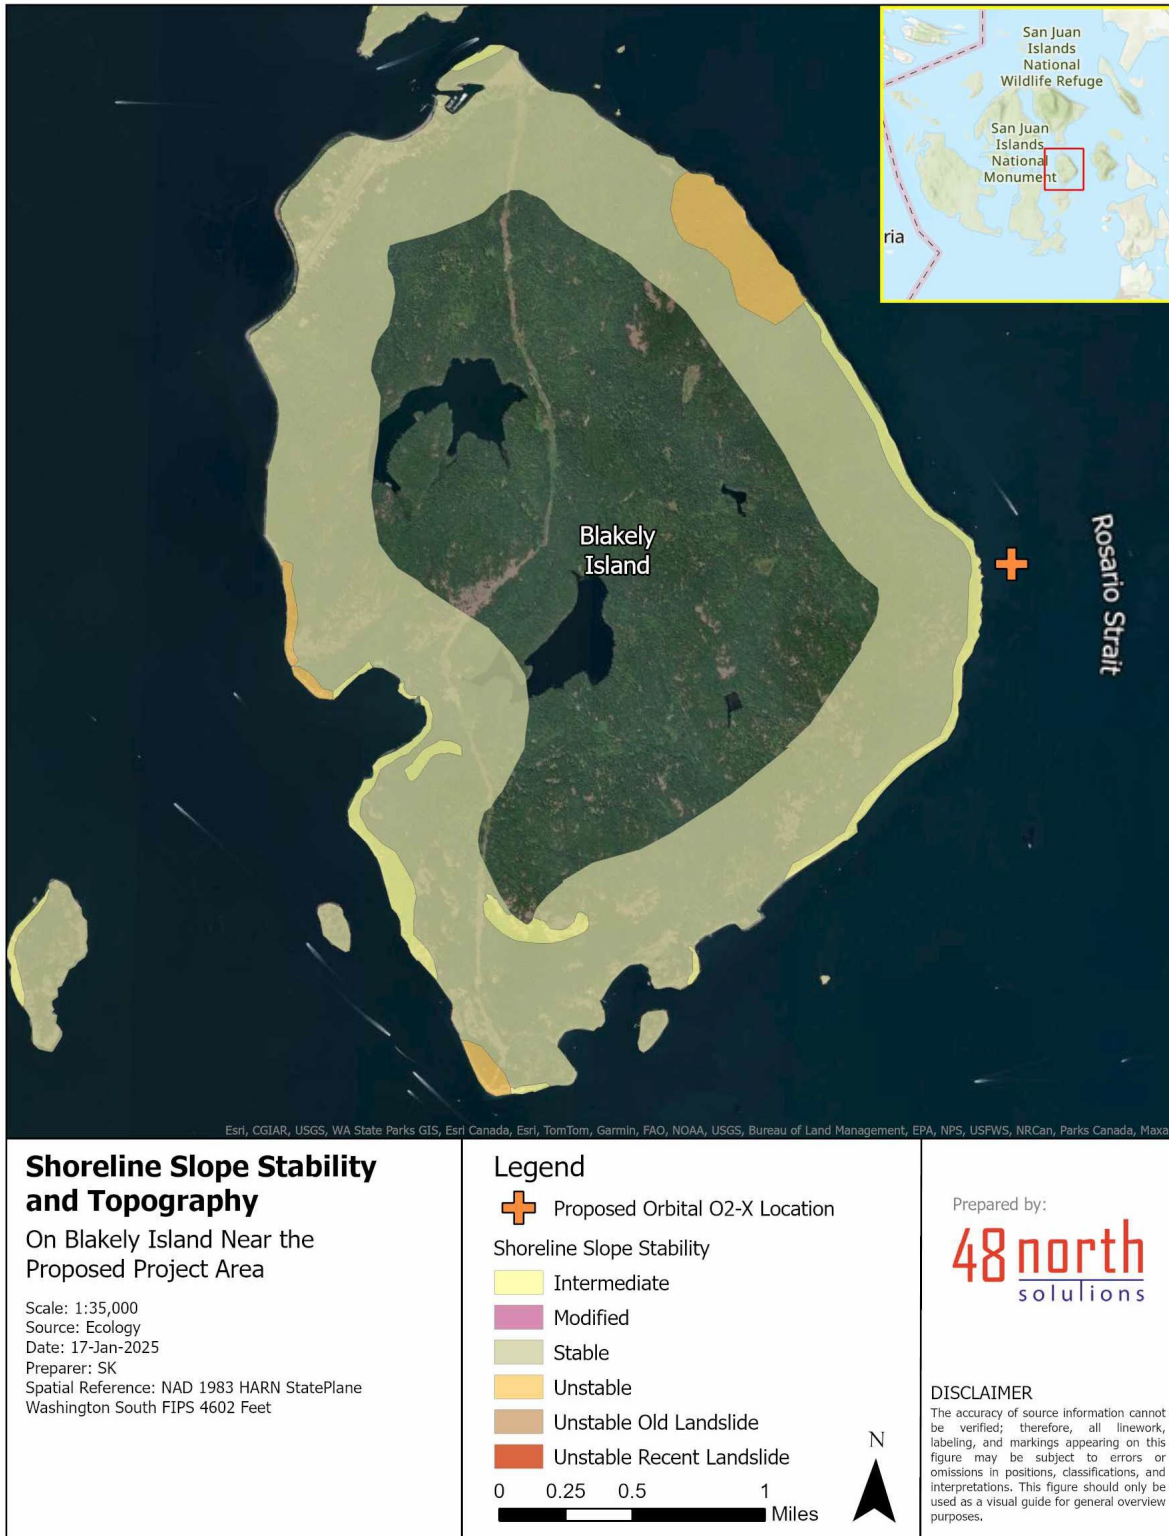 San Juan
Islands
National
Wildlife Refuge
San Juan
Islands
National
Monument
ria
Blakely
Island
Rosario Strait
Esri, CGIAR, USGS, WA State Parks GIS, Esri Canada, Esri, TomTom, Garmin, FAO, NOAA, USGS, Bureau of Land Management, EPA, NPS, USFWS, NRCan, Parks Canada, Maxa
Shoreline Slope Stability
and Topography
On Blakely Island Near the
Proposed Project Area
Scale: 1:35,000
Source: Ecology
Date: 17-Jan-2025
Preparer: SK
Spatial Reference: NAD 1983 HARN StatePlane
Washington South FIPS 4602 Feet
Legend
Proposed Orbital O2-X Location
Shoreline Slope Stability
Intermediate
Modified
Stable
Unstable
Unstable Old Landslide
Unstable Recent Landslide
0 0.25 0.5 1
Miles
N
Prepared by:
48 north
solutions
DISCLAIMER
The accuracy of source information cannot
be verified; therefore, all linework,
labeling, and markings appearing on this
figure may be subject to errors or
omissions in positions, classifications, and
interpretations. This figure should only be
used as a visual guide for general overview
purposes.